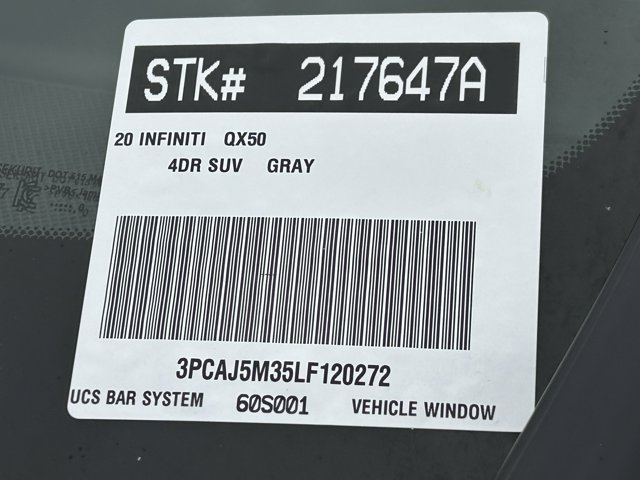 STK# 217647A
20 INFINITI QX50
4DR SUV GRAY
3PCAJ5M35LF120272
UCS BAR SYSTEM 60S001 VEHICLE WINDOW